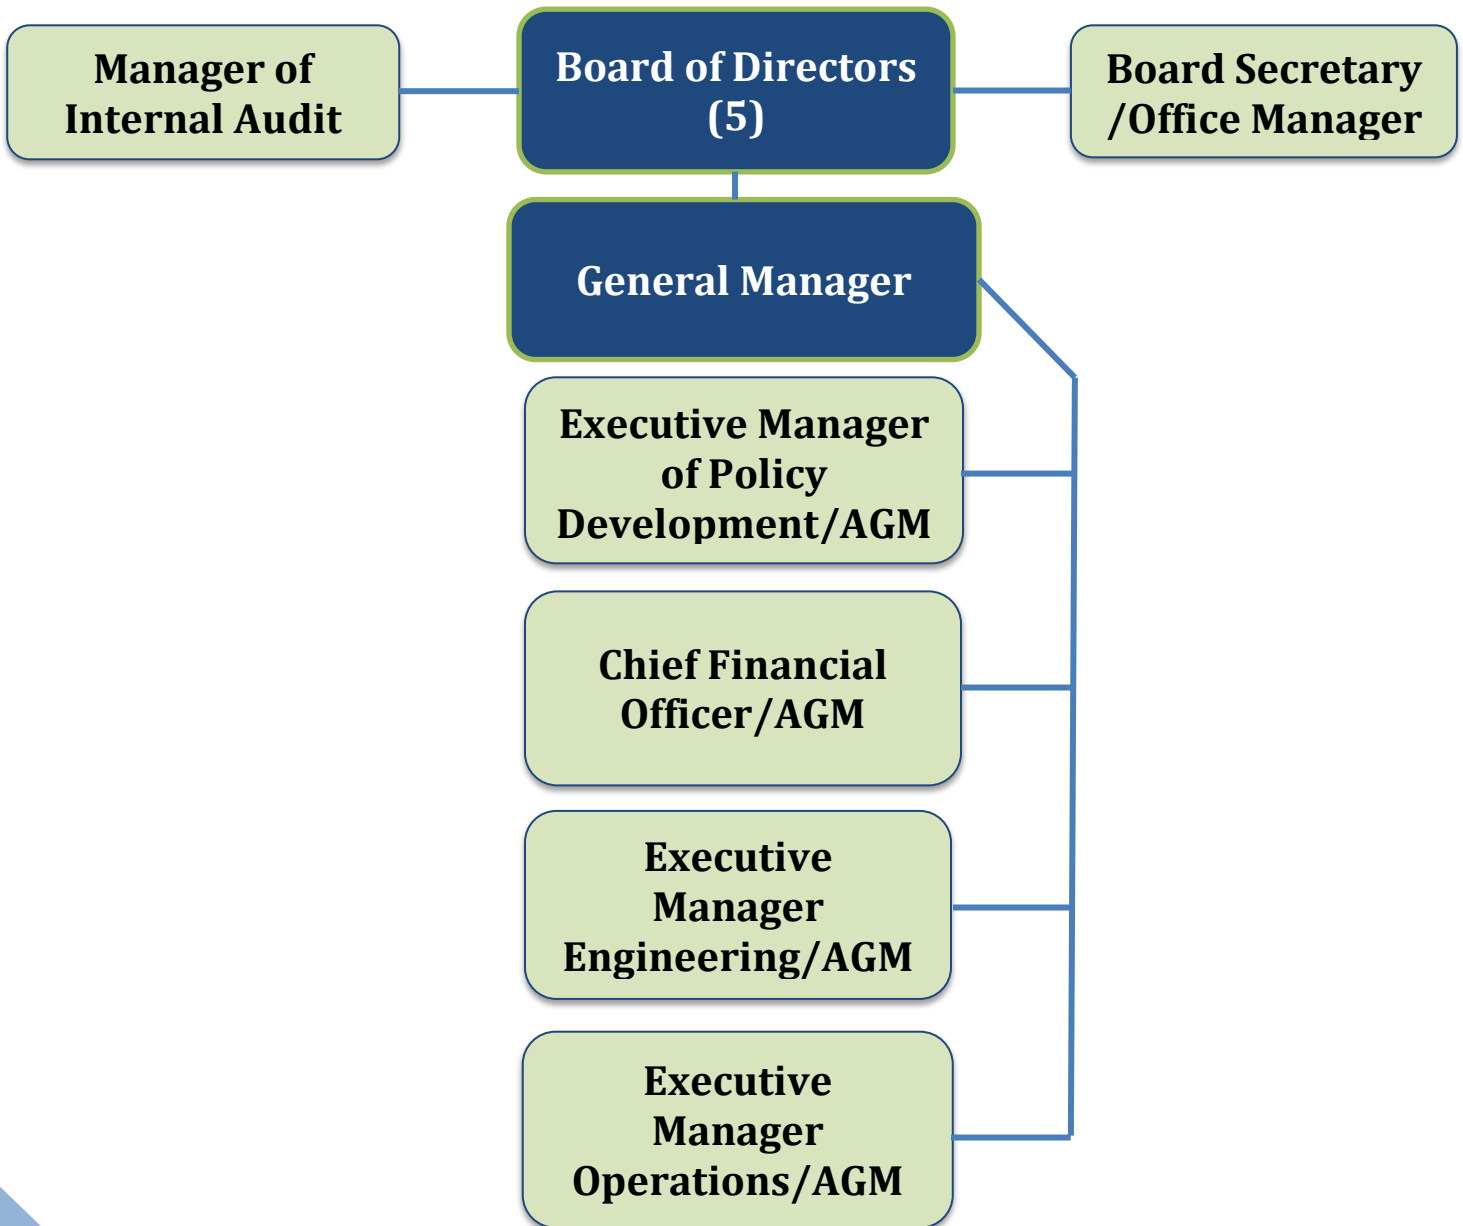 Manager of
Internal Audit
Board of Directors
(5)
Board Secretary
/Office Manager
General Manager
Executive Manager
of Policy
Development/AGM
Chief Financial
Officer/AGM
Executive
Manager
Engineering/AGM
Executive
Manager
Operations/AGM